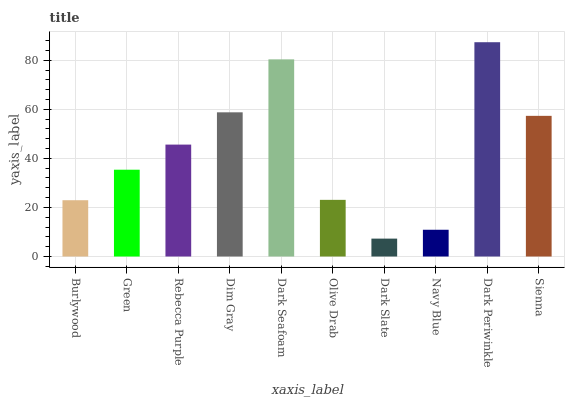 title
yaxis_label
80
60
40
20
0
Burlywood
Green
Rebecca Purple
Dim Gray
Dark Seafoam
Olive Drab
Dark Slate
Navy Blue
Dark Periwinkle
Sienna
xaxis_label